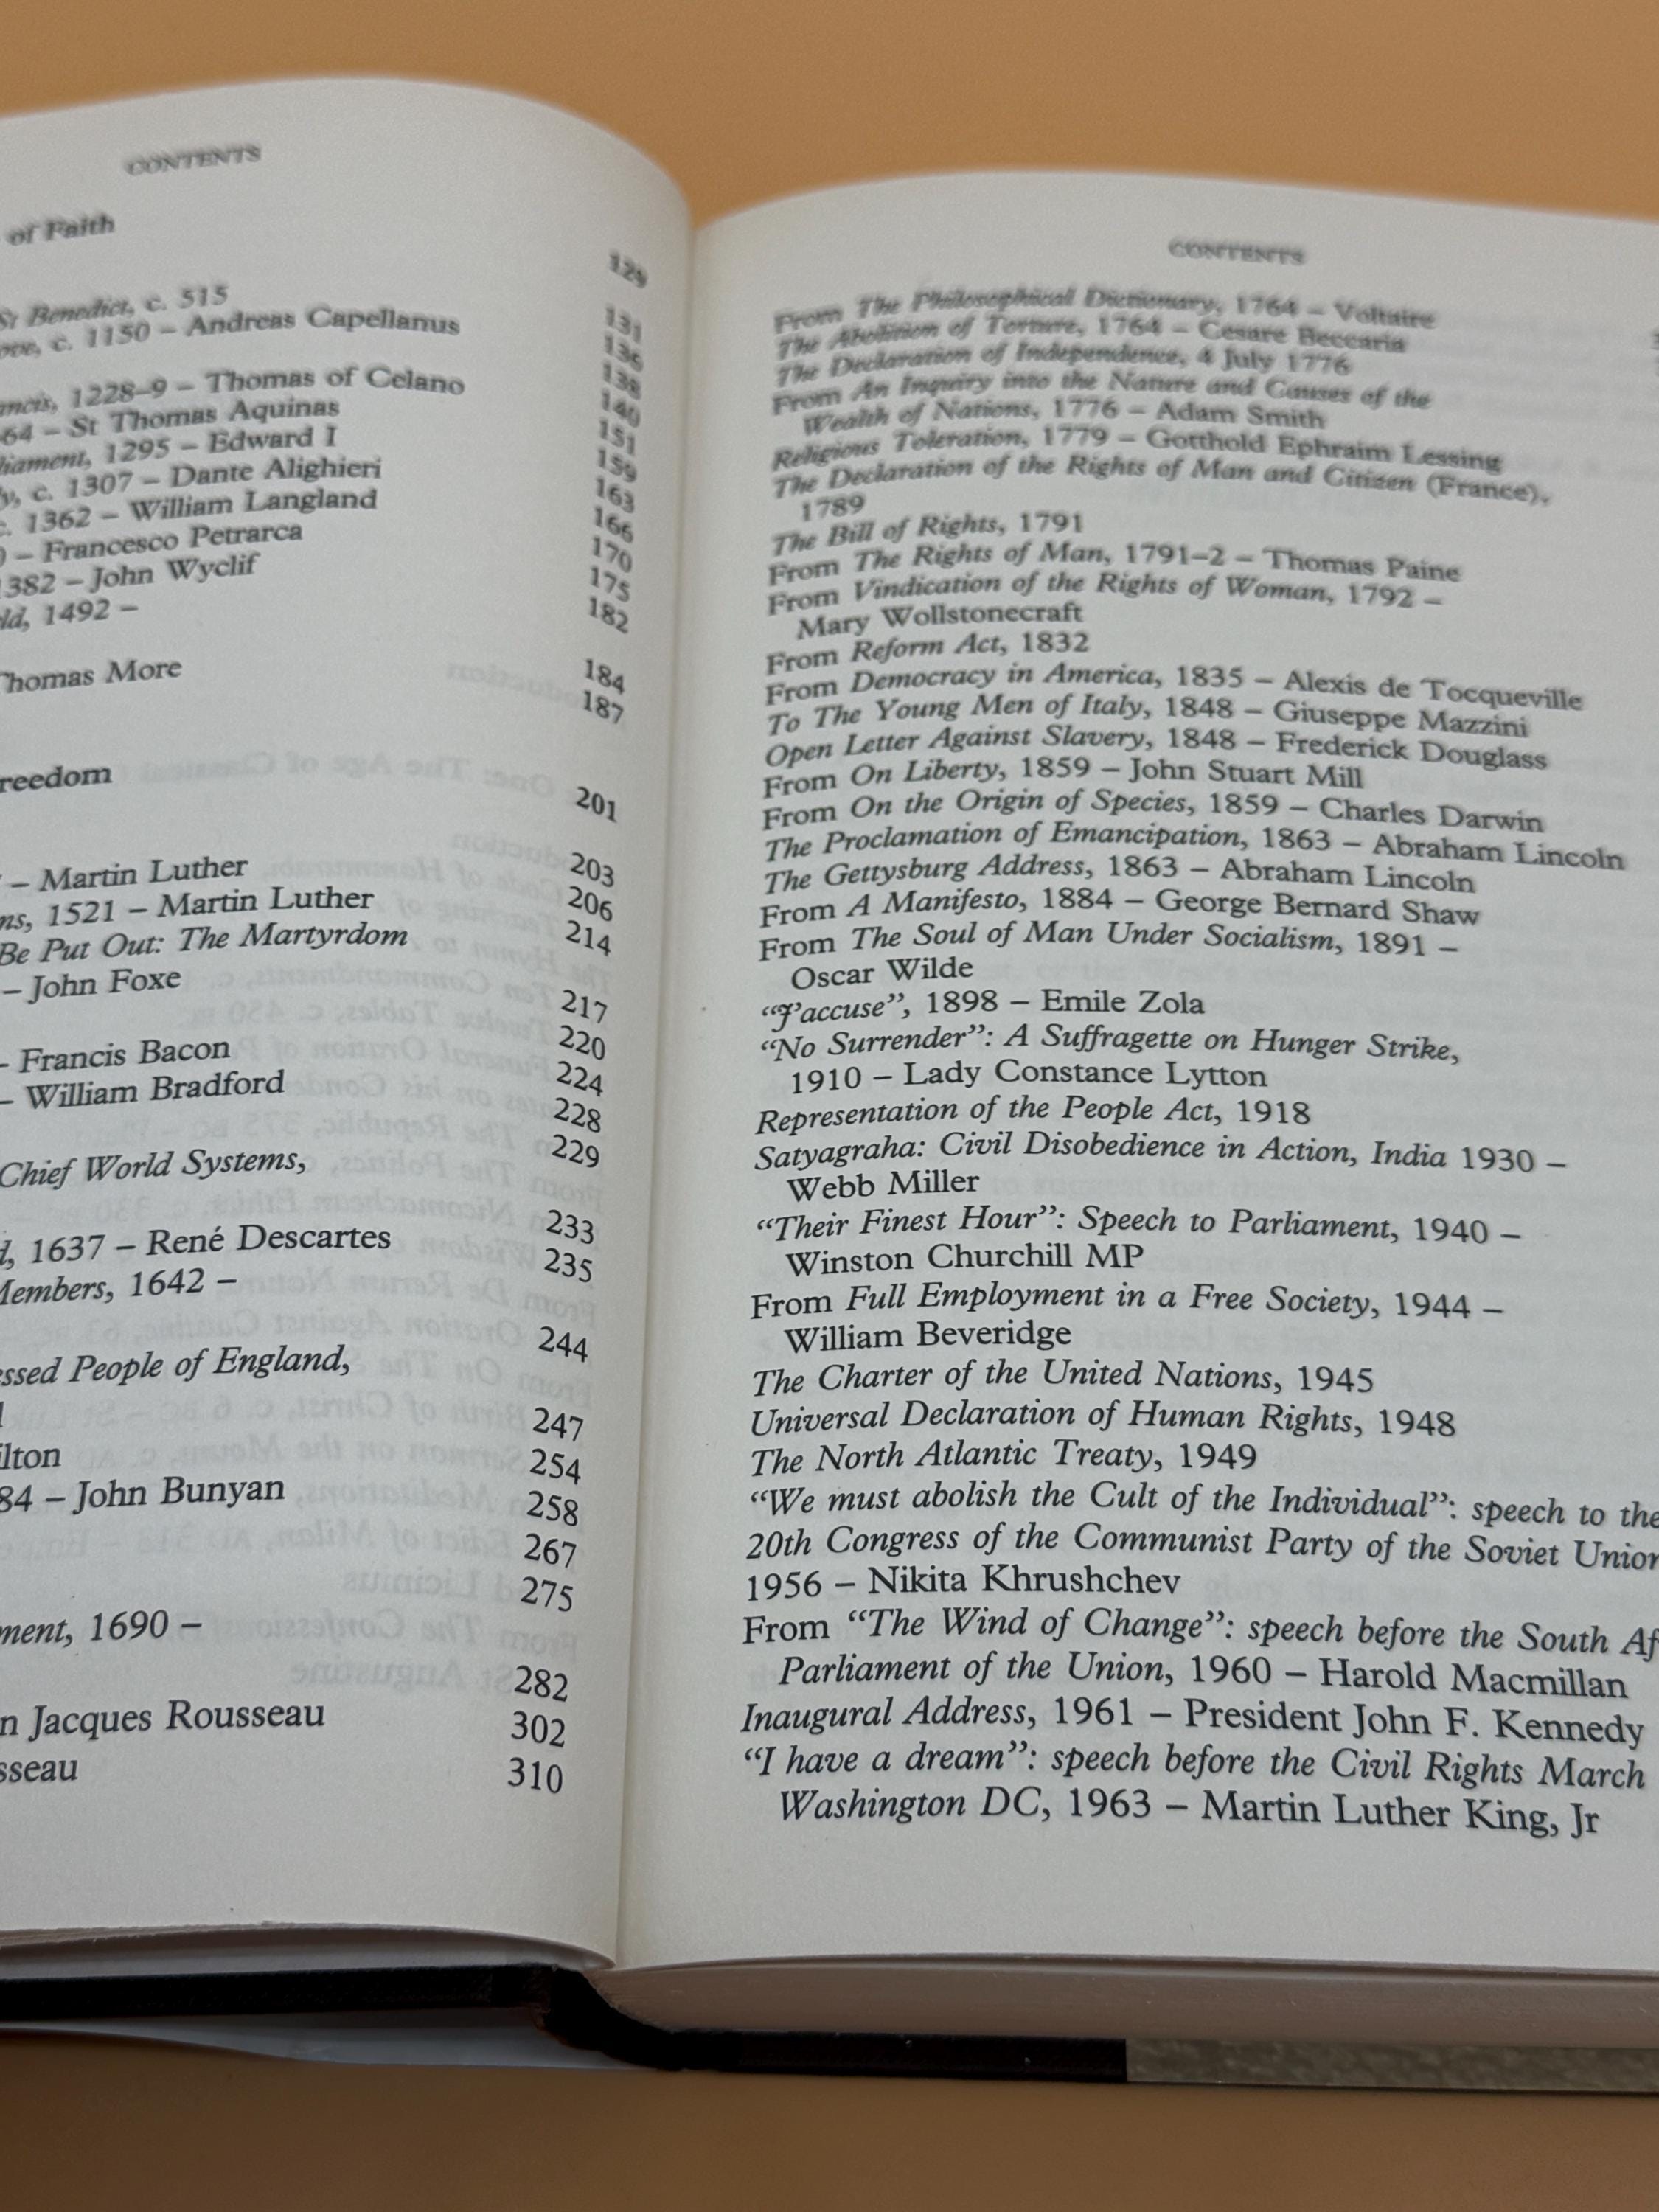 CONTENTS
of Faith
129
St Benedict, c. 515
131
c. 1150 – Andreas Capellanus
136
138
1228–9 – Thomas of Celano
140
64 – St Thomas Aquinas
151
1295 – Edward I
159
c. 1307 – Dante Alighieri
163
c. 1362 – William Langland
166
– Francesco Petrarca
170
1382 – John Wyclif
175
1492 –
182
Thomas More
184
187
reedom
201
– Martin Luther
203
ns, 1521 – Martin Luther
206
Be Put Out: The Martyrdom
214
– John Foxe
217
– Francis Bacon
220
– William Bradford
224
228
229
Chief World Systems,
233
1637 – René Descartes
235
Members, 1642 –
244
ssed People of England,
247
ilton
254
84 – John Bunyan
258
267
275
ment, 1690 –
282
n Jacques Rousseau
302
sseau
310
CONTENTS
From The Philosophical Dictionary, 1764 – Voltaire
The Abolition of Torture, 1764 – Cesare Beccaria
The Declaration of Independence, 4 July 1776
From An Inquiry into the Nature and Causes of the
Wealth of Nations, 1776 – Adam Smith
Religious Toleration, 1779 – Gotthold Ephraim Lessing
The Declaration of the Rights of Man and Citizen (France),
1789
The Bill of Rights, 1791
From The Rights of Man, 1791–2 – Thomas Paine
From Vindication of the Rights of Woman, 1792 –
Mary Wollstonecraft
From Reform Act, 1832
From Democracy in America, 1835 – Alexis de Tocqueville
To The Young Men of Italy, 1848 – Giuseppe Mazzini
Open Letter Against Slavery, 1848 – Frederick Douglass
From On Liberty, 1859 – John Stuart Mill
From On the Origin of Species, 1859 – Charles Darwin
The Proclamation of Emancipation, 1863 – Abraham Lincoln
The Gettysburg Address, 1863 – Abraham Lincoln
From A Manifesto, 1884 – George Bernard Shaw
From The Soul of Man Under Socialism, 1891 –
Oscar Wilde
“J’accuse”, 1898 – Emile Zola
“No Surrender”: A Suffragette on Hunger Strike,
1910 – Lady Constance Lytton
Representation of the People Act, 1918
Satyagraha: Civil Disobedience in Action, India 1930 –
Webb Miller
“Their Finest Hour”: Speech to Parliament, 1940 –
Winston Churchill MP
From Full Employment in a Free Society, 1944 –
William Beveridge
The Charter of the United Nations, 1945
Universal Declaration of Human Rights, 1948
The North Atlantic Treaty, 1949
“We must abolish the Cult of the Individual”: speech to the
20th Congress of the Communist Party of the Soviet Union
1956 – Nikita Khrushchev
From “The Wind of Change”: speech before the South Af
Parliament of the Union, 1960 – Harold Macmillan
Inaugural Address, 1961 – President John F. Kennedy
“I have a dream”: speech before the Civil Rights March
Washington DC, 1963 – Martin Luther King, Jr